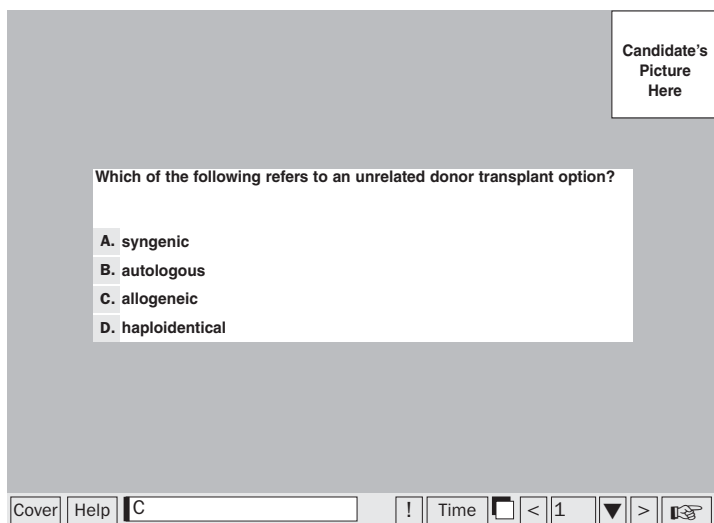 Candidate's
Picture
Here
Which of the following refers to an unrelated donor transplant option?
A. syngenic
B. autologous
C. allogeneic
D. haploidentical
Cover Help C ! Time < 1 ▼ > ☞